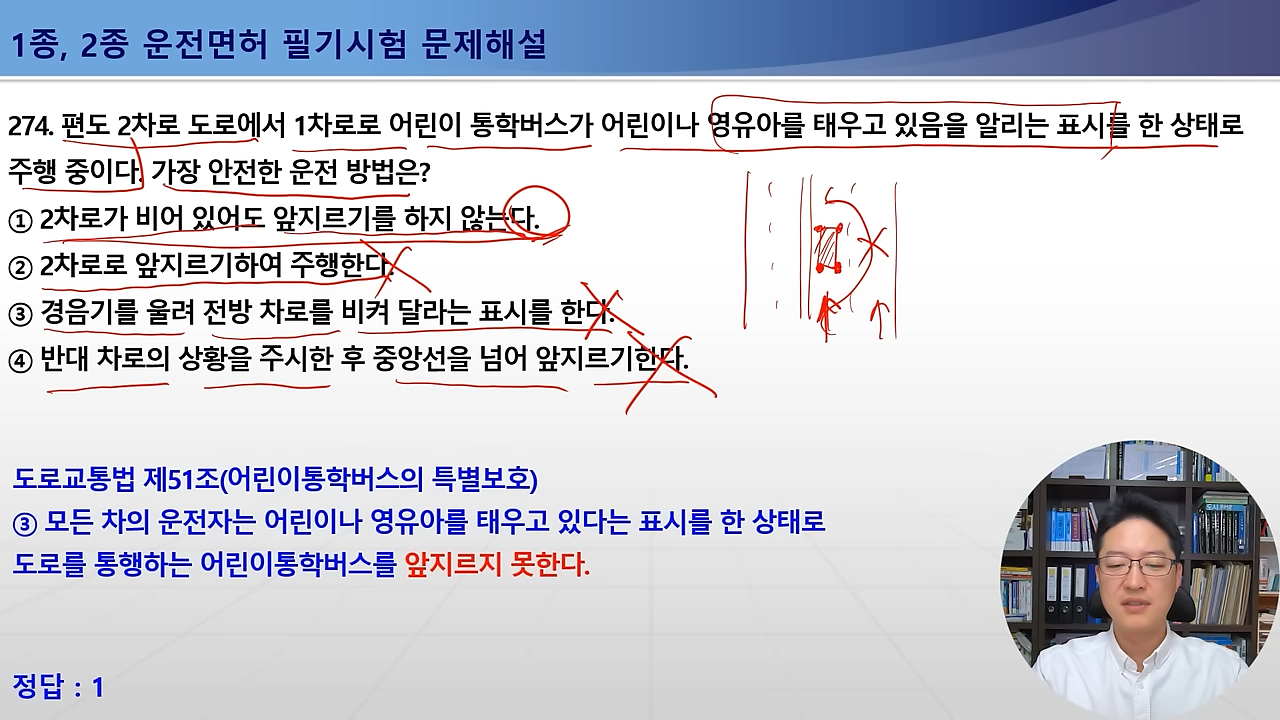 1종, 2종 운전면허 필기시험 문제해설
274. 편도 2차로 도로에서 1차로로 어린이 통학버스가 어린이나 영유아를 태우고 있음을 알리는 표시를 한 상태로
주행 중이다. 가장 안전한 운전 방법은?
① 2차로가 비어 있어도 앞지르기를 하지 않는다.
② 2차로로 앞지르기하여 주행한다.
③ 경음기를 울려 전방 차로를 비켜 달라는 표시를 한다.
④ 반대 차로의 상황을 주시한 후 중앙선을 넘어 앞지르기한다.
도로교통법 제51조(어린이통학버스의 특별보호)
③ 모든 차의 운전자는 어린이나 영유아를 태우고 있다는 표시를 한 상태로
도로를 통행하는 어린이통학버스를 앞지르지 못한다.
정답 : 1